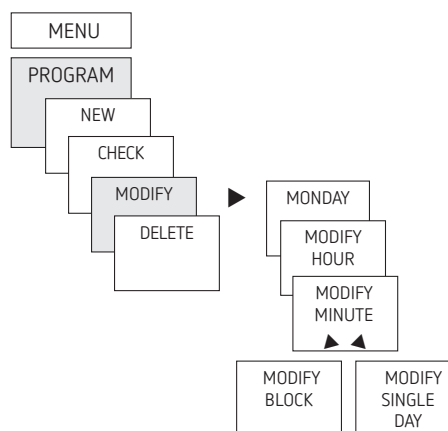 MENU
PROGRAM
NEW
CHECK
MODIFY
DELETE
MONDAY
MODIFY
HOUR
MODIFY
MINUTE
MODIFY
BLOCK
MODIFY
SINGLE
DAY